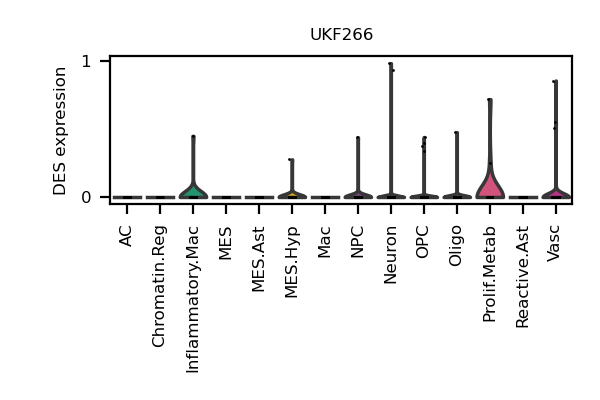 UKF266
DES expression
1
0
AC
Chromatin.Reg
Inflammatory.Mac
MES
MES.Ast
MES.Hyp
Mac
NPC
Neuron
OPC
Oligo
Prolif.Metab
Reactive.Ast
Vasc